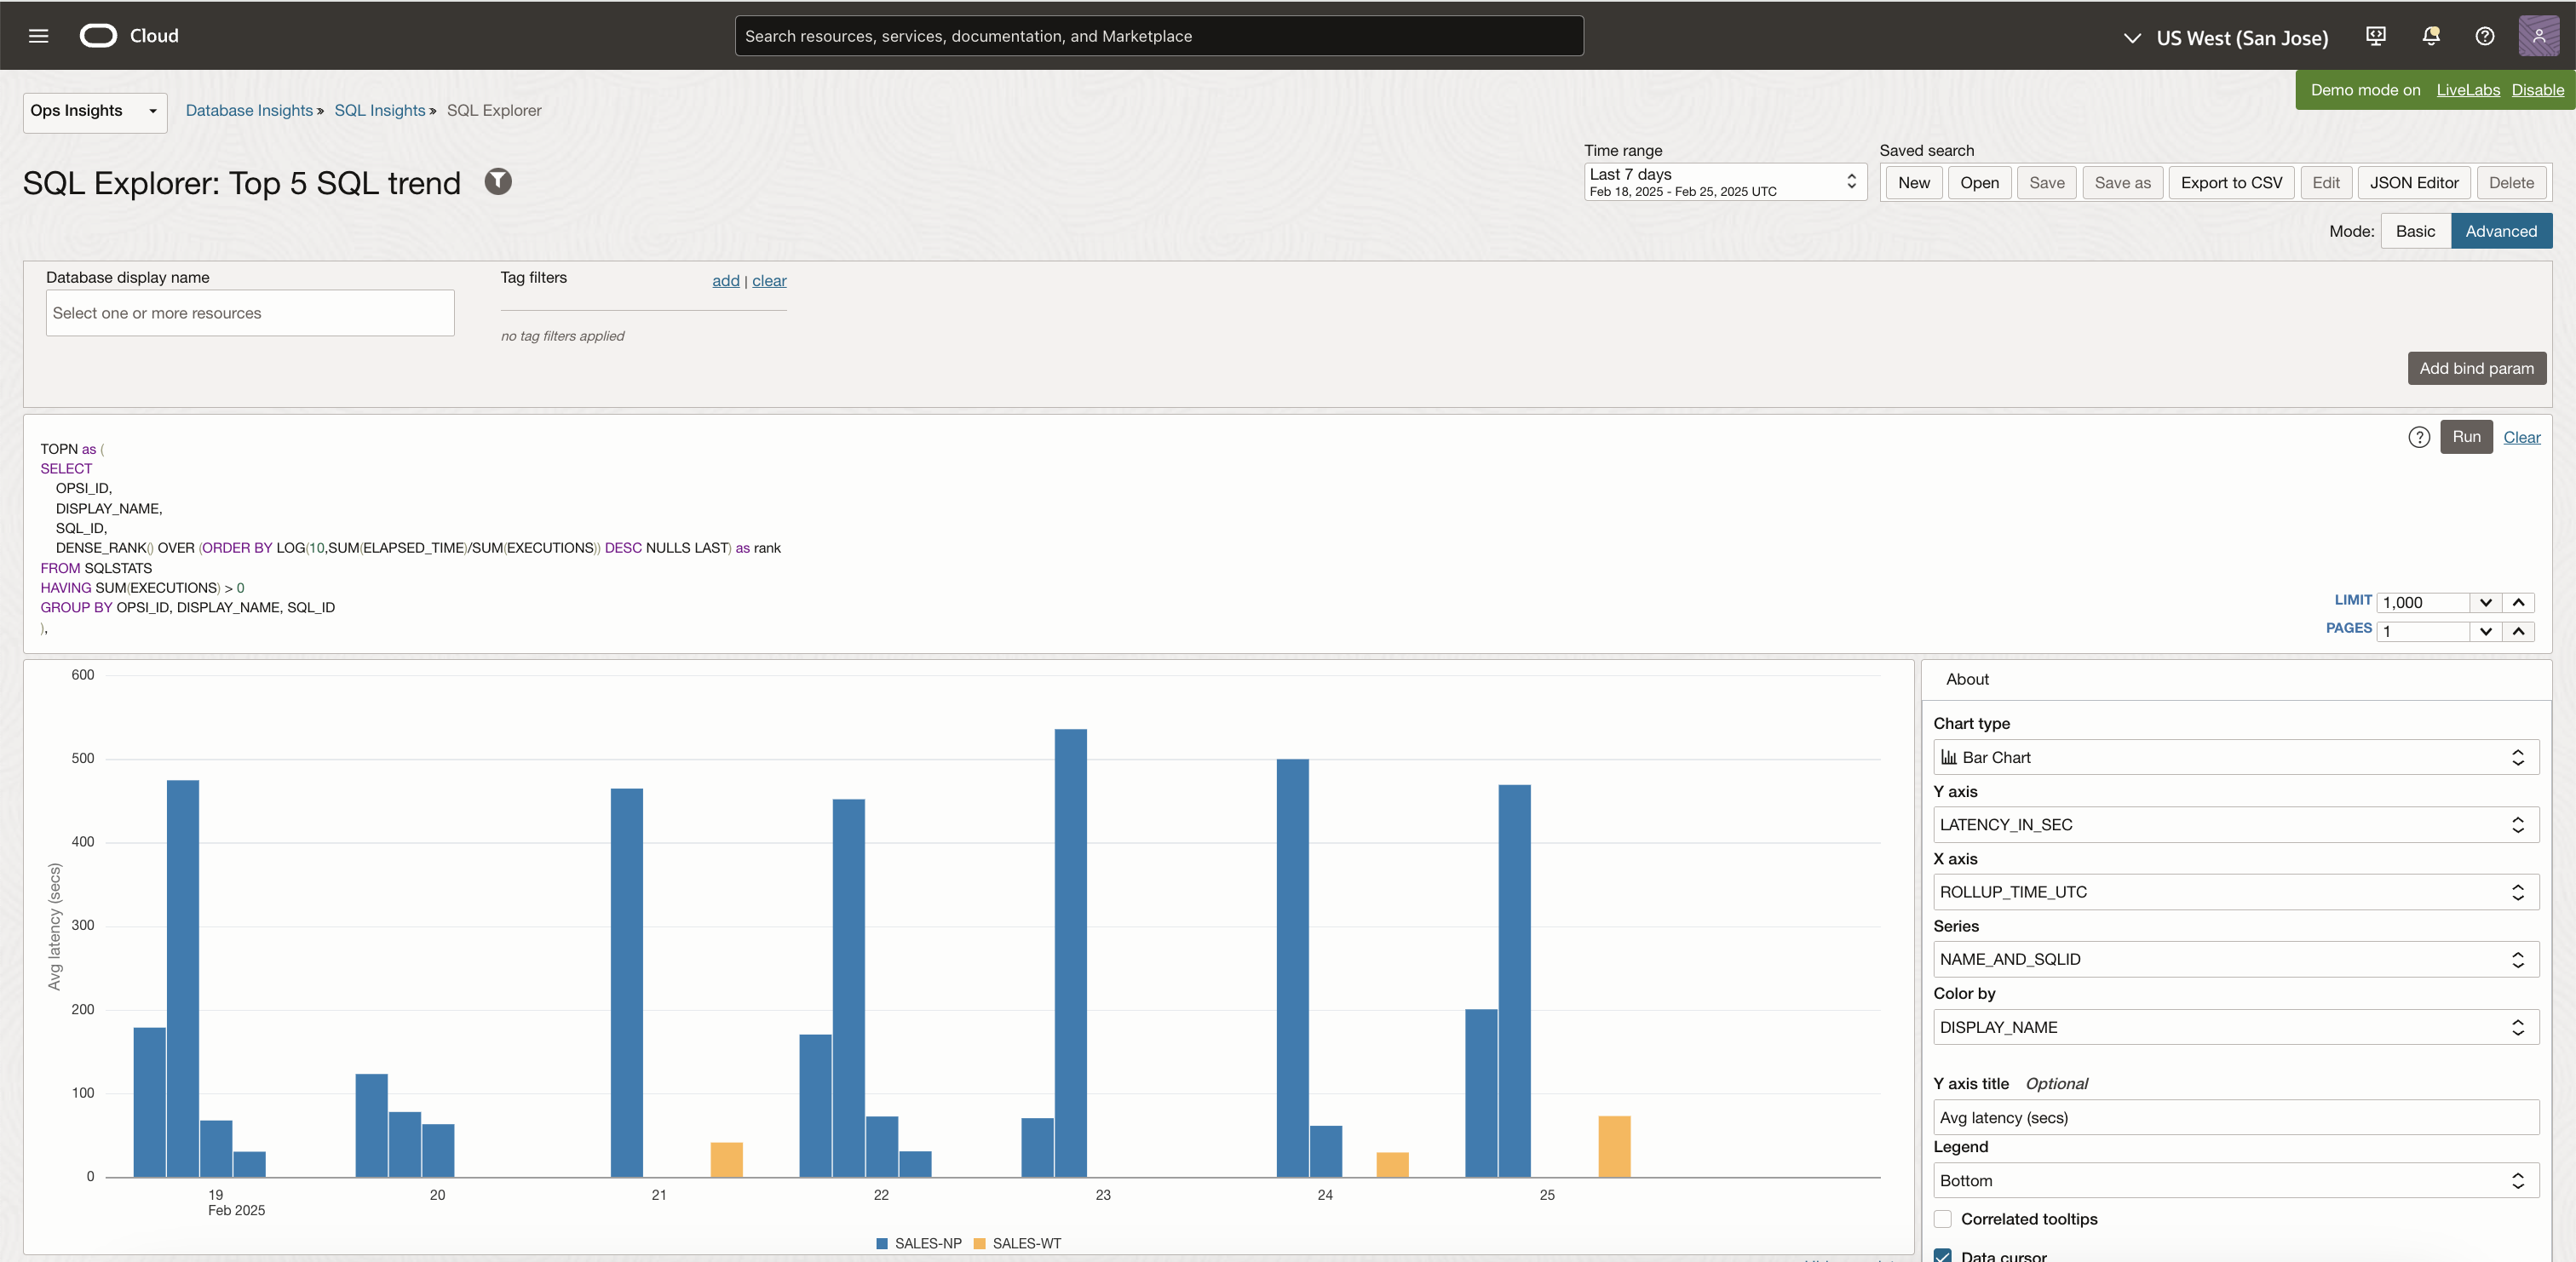 Cloud
Search resources, services, documentation, and Marketplace
US West (San Jose)
Demo mode on LiveLabs Disable
Ops Insights
Database Insights » SQL Insights » SQL Explorer
SQL Explorer: Top 5 SQL trend
Time range
Last 7 days
Feb 18, 2025 - Feb 25, 2025 UTC
Saved search
New Open Save Save as Export to CSV Edit JSON Editor Delete
Mode: Basic Advanced
Database display name
Select one or more resources
Tag filters add | clear
no tag filters applied
Add bind param
? Run Clear
TOPN as (
SELECT
OPSI_ID,
DISPLAY_NAME,
SQL_ID,
DENSE_RANK() OVER (ORDER BY LOG(10,SUM(ELAPSED_TIME)/SUM(EXECUTIONS)) DESC NULLS LAST) as rank
FROM SQLSTATS
HAVING SUM(EXECUTIONS) > 0
GROUP BY OPSI_ID, DISPLAY_NAME, SQL_ID
),
LIMIT 1,000
PAGES 1
600
500
400
300
200
100
0
Avg latency (secs)
19 20 21 22 23 24 25
Feb 2025
SALES-NP SALES-WT
About
Chart type
Bar Chart
Y axis
LATENCY_IN_SEC
X axis
ROLLUP_TIME_UTC
Series
NAME_AND_SQLID
Color by
DISPLAY_NAME
Y axis title Optional
Avg latency (secs)
Legend
Bottom
Correlated tooltips
Data cursor